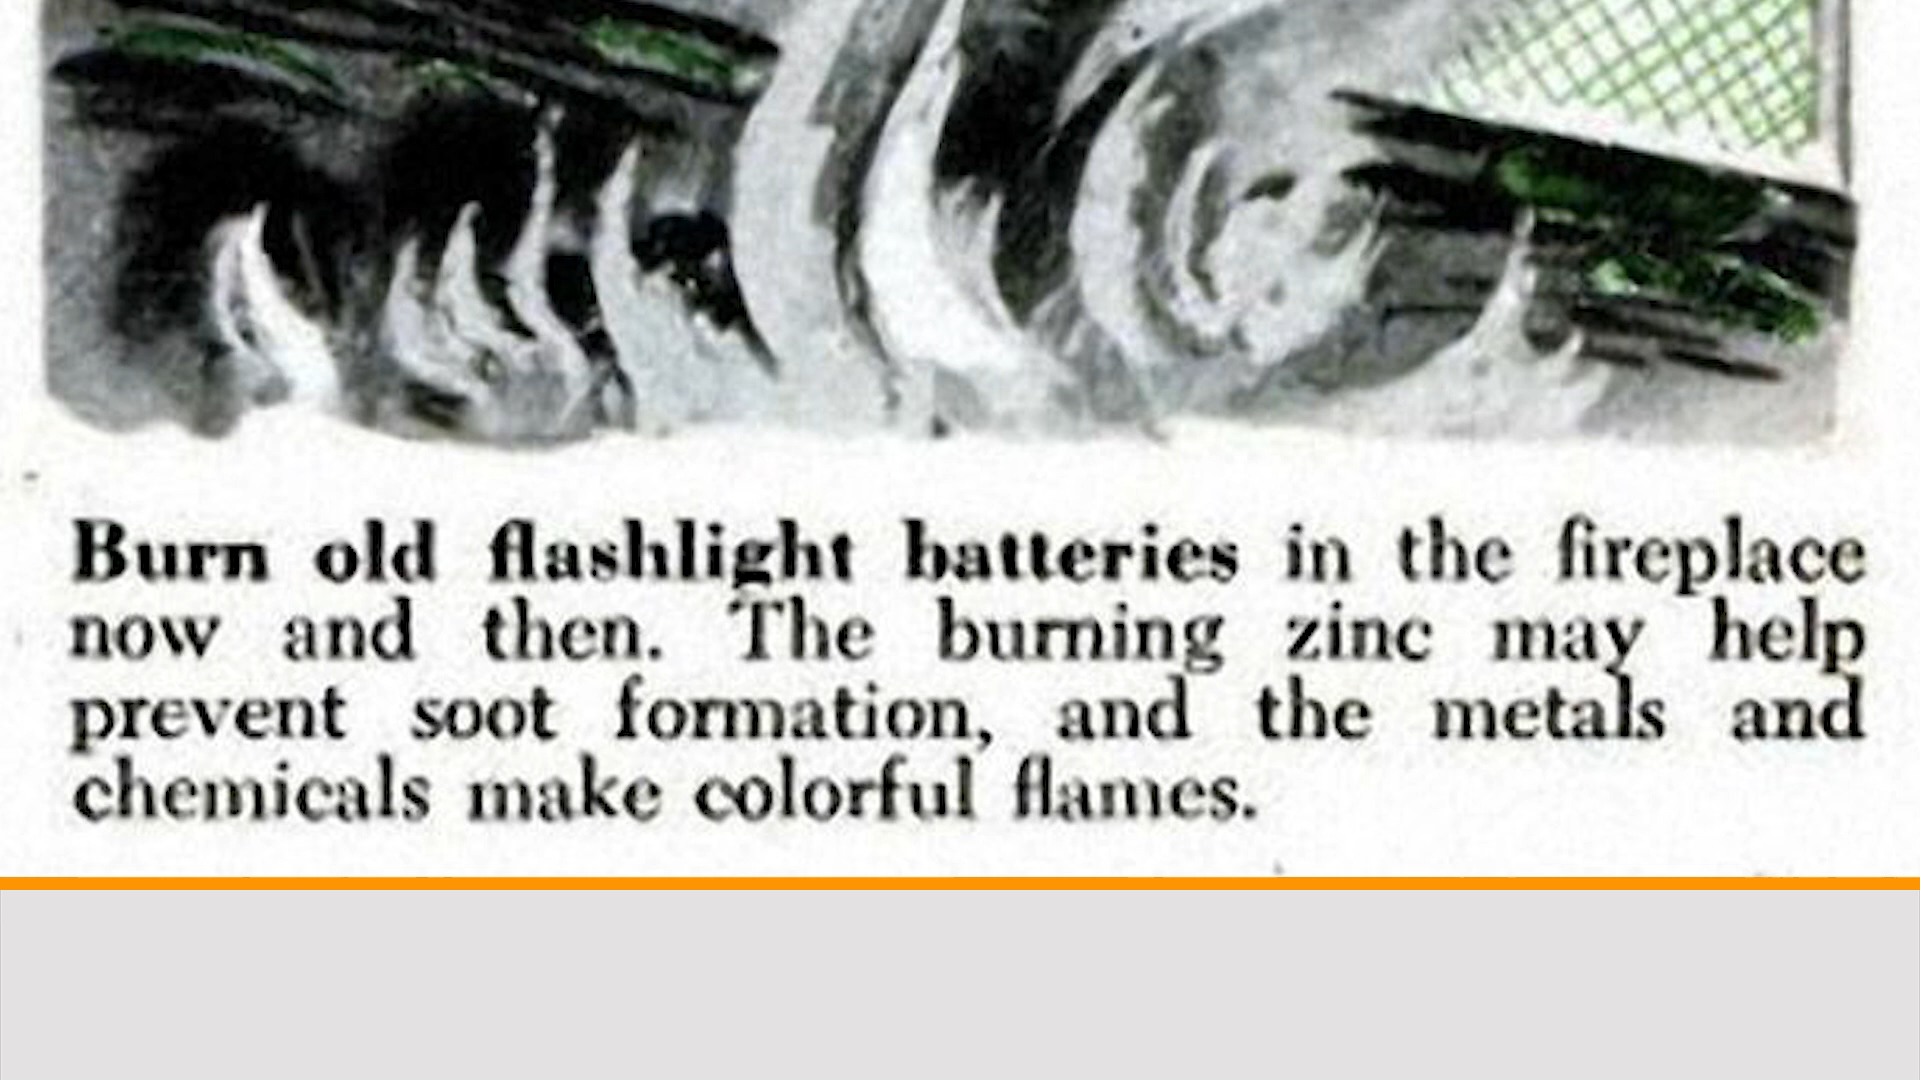 Burn old flashlight batteries in the fireplace
now and then. The burning zinc may help
prevent soot formation, and the metals and
chemicals make colorful flames.